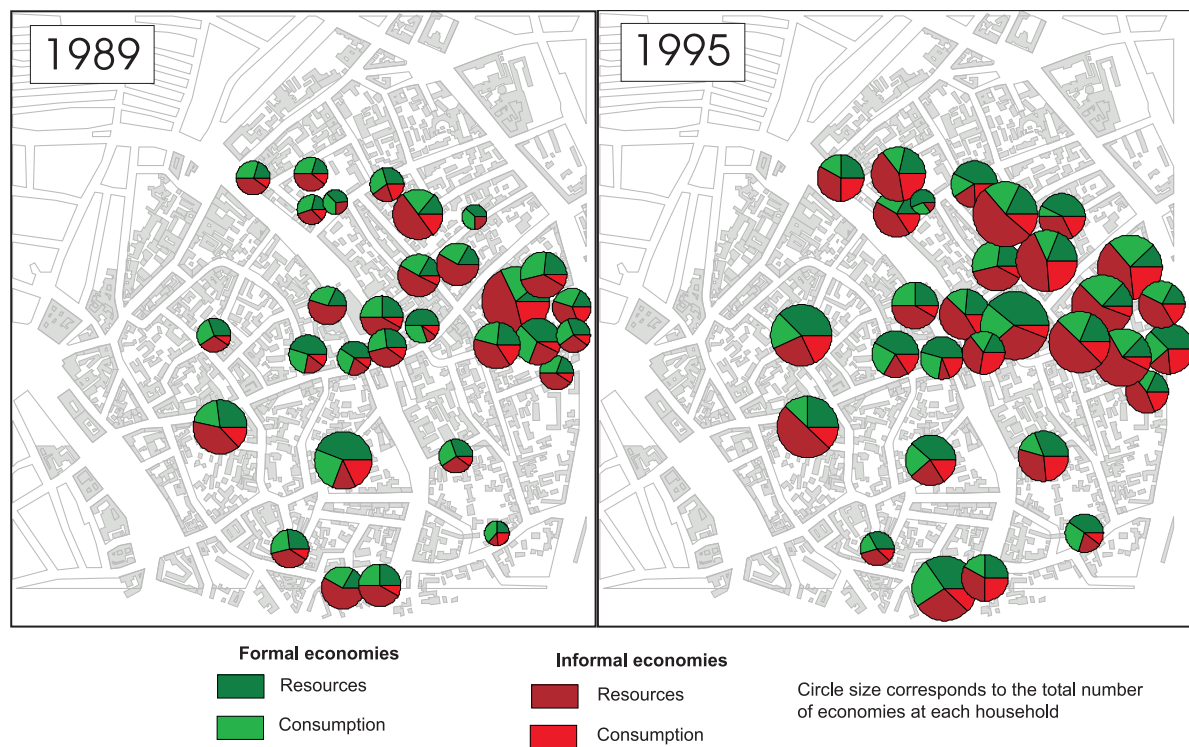 1989
1995
Formal economies
Resources
Consumption
Informal economies
Resources
Consumption
Circle size corresponds to the total number
of economies at each household